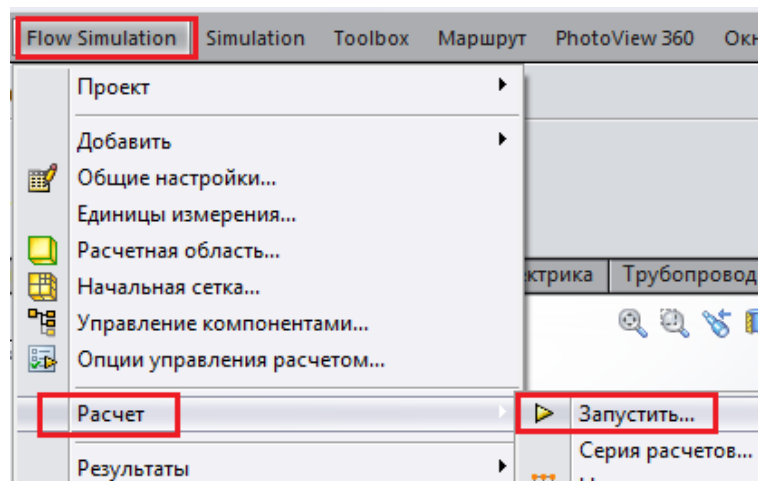 Flow Simulation Simulation Toolbox Маршрут PhotoView 360
Проект
Добавить
Общие настройки...
Единицы измерения...
Расчетная область...
Начальная сетка...
Трубопровод
Управление компонентами...
Опции управления расчетом...
Расчет
Запустить...
Серия расчетов...
Результаты